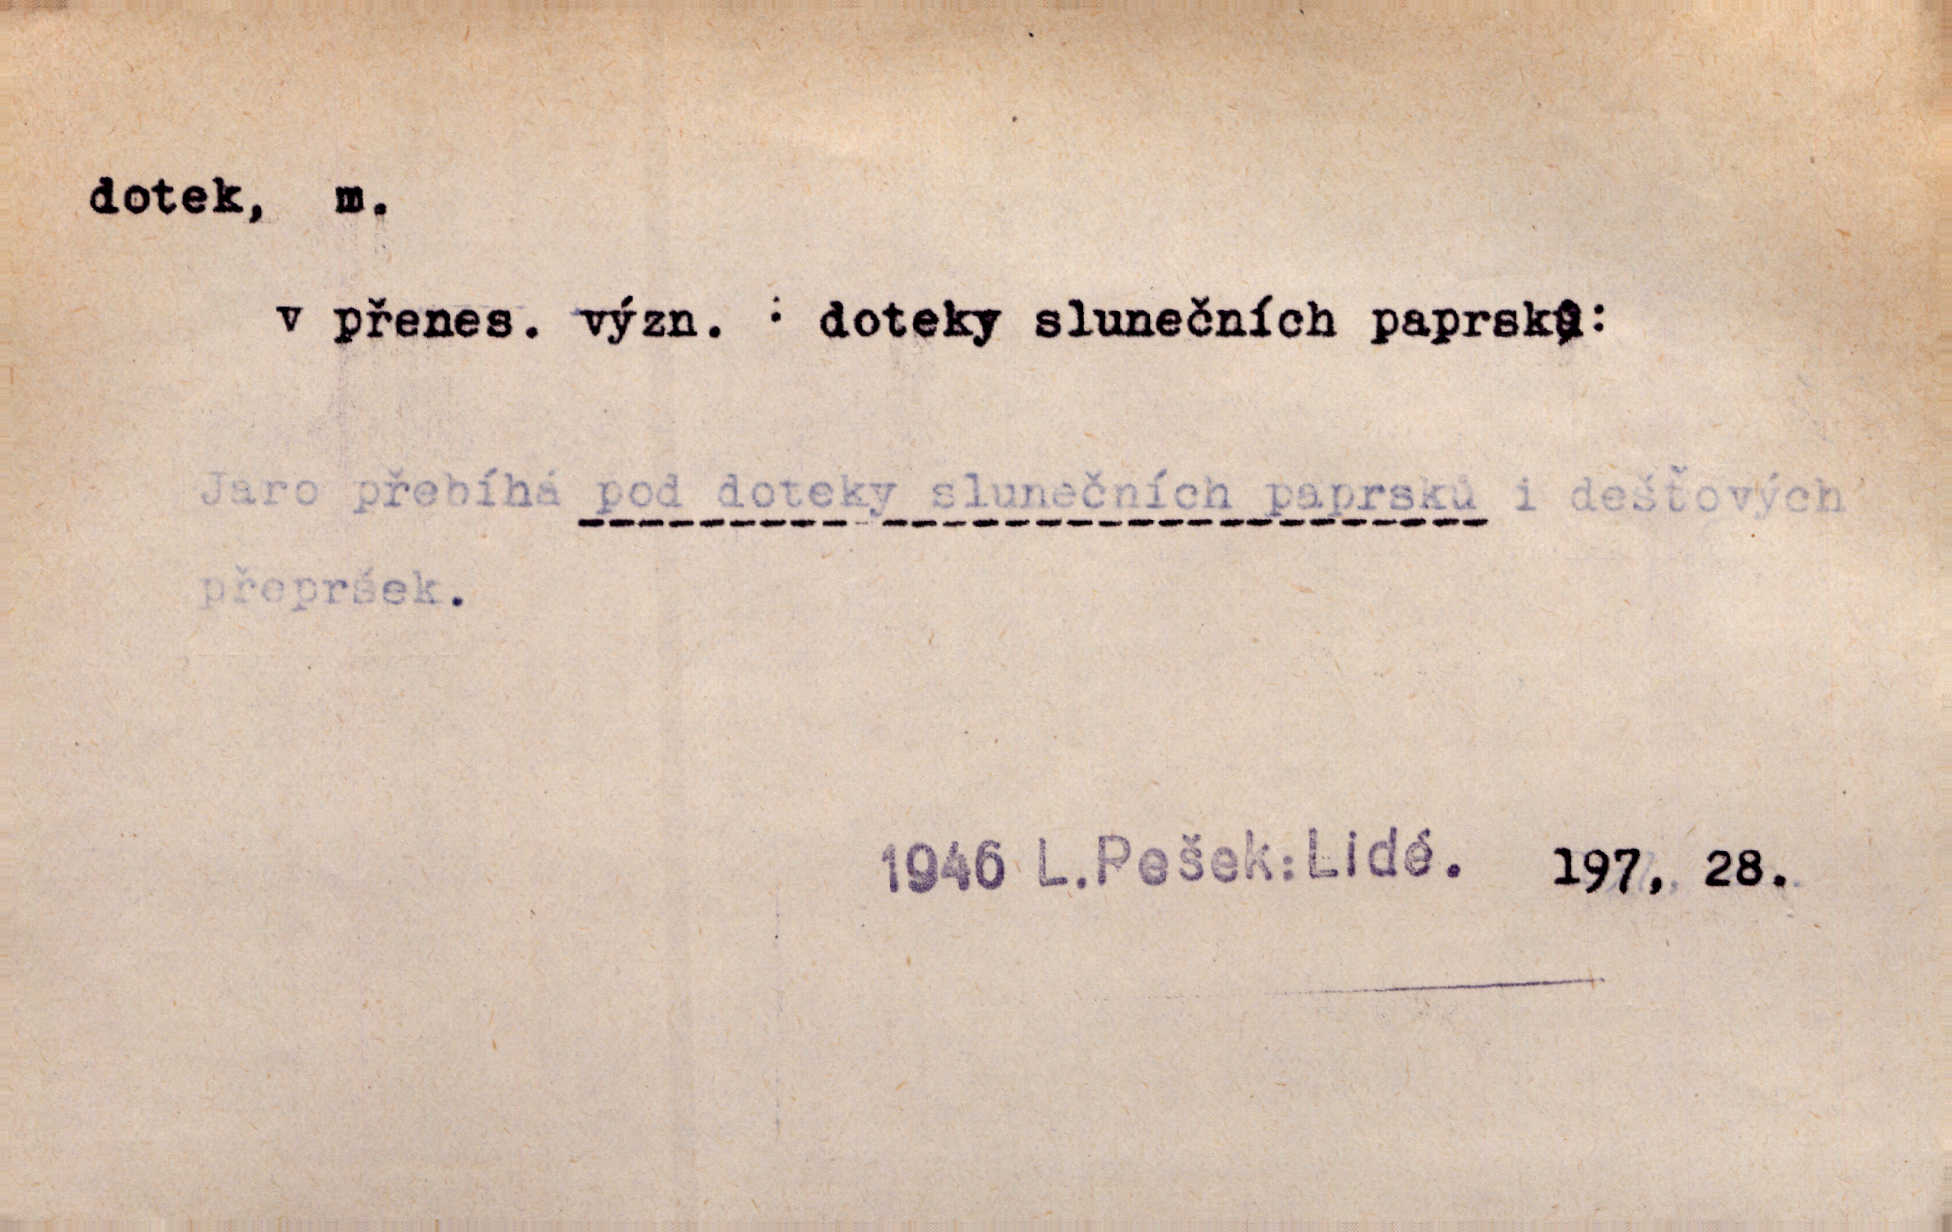 dotek, m.
v přenes. význ. : doteky slunečních paprsků:
Jaro přebíhá pod doteky slunečních paprsků i dešťových
přepršek.
1946 L.Pešek:Lidé. 197, 28.